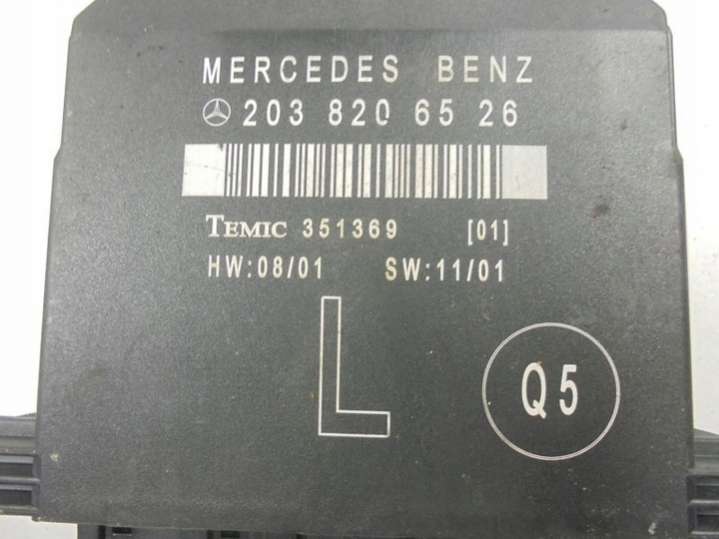 MERCEDES BENZ
203 820 65 26
TEMIC 351369 [01]
HW:08/01 SW:11/01
L
Q5